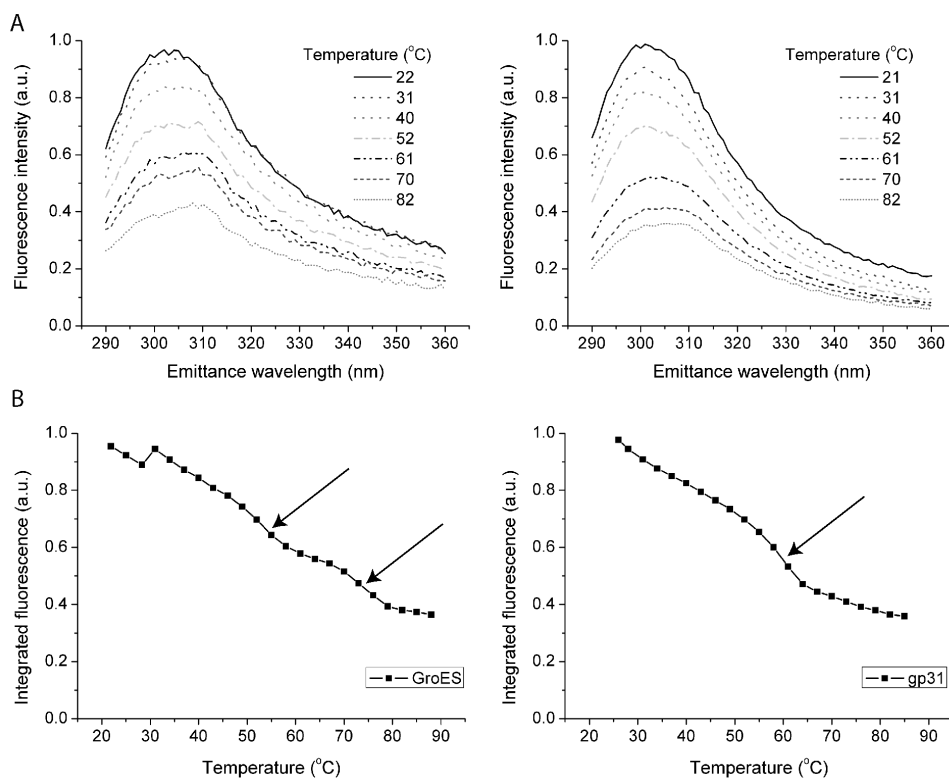 A
Fluorescence intensity (a.u.)
1.0
0.8
0.6
0.4
0.2
0.0
Temperature (°C)
22
31
40
52
61
70
82
290 300 310 320 330 340 350 360
Emittance wavelength (nm)
Fluorescence intensity (a.u.)
1.0
0.8
0.6
0.4
0.2
0.0
Temperature (°C)
21
31
40
52
61
70
82
290 300 310 320 330 340 350 360
Emittance wavelength (nm)
B
Integrated fluorescence (a.u.)
1.0
0.8
0.6
0.4
0.2
0.0
GroES
20 30 40 50 60 70 80 90
Temperature (°C)
Integrated fluorescence (a.u.)
1.0
0.8
0.6
0.4
0.2
0.0
gp31
20 30 40 50 60 70 80 90
Temperature (°C)